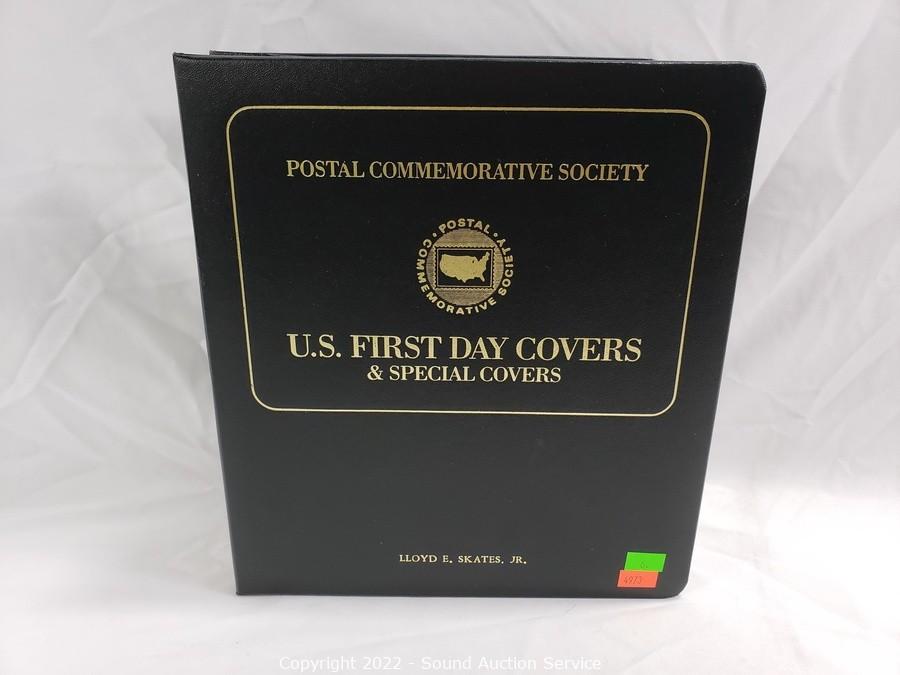 POSTAL COMMEMORATIVE SOCIETY
• POSTAL •
COMMEMORATIVE SOCIETY
U.S. FIRST DAY COVERS
& SPECIAL COVERS
LLOYD E. SKATES, JR.
4973
Copyright 2022 - Sound Auction Service